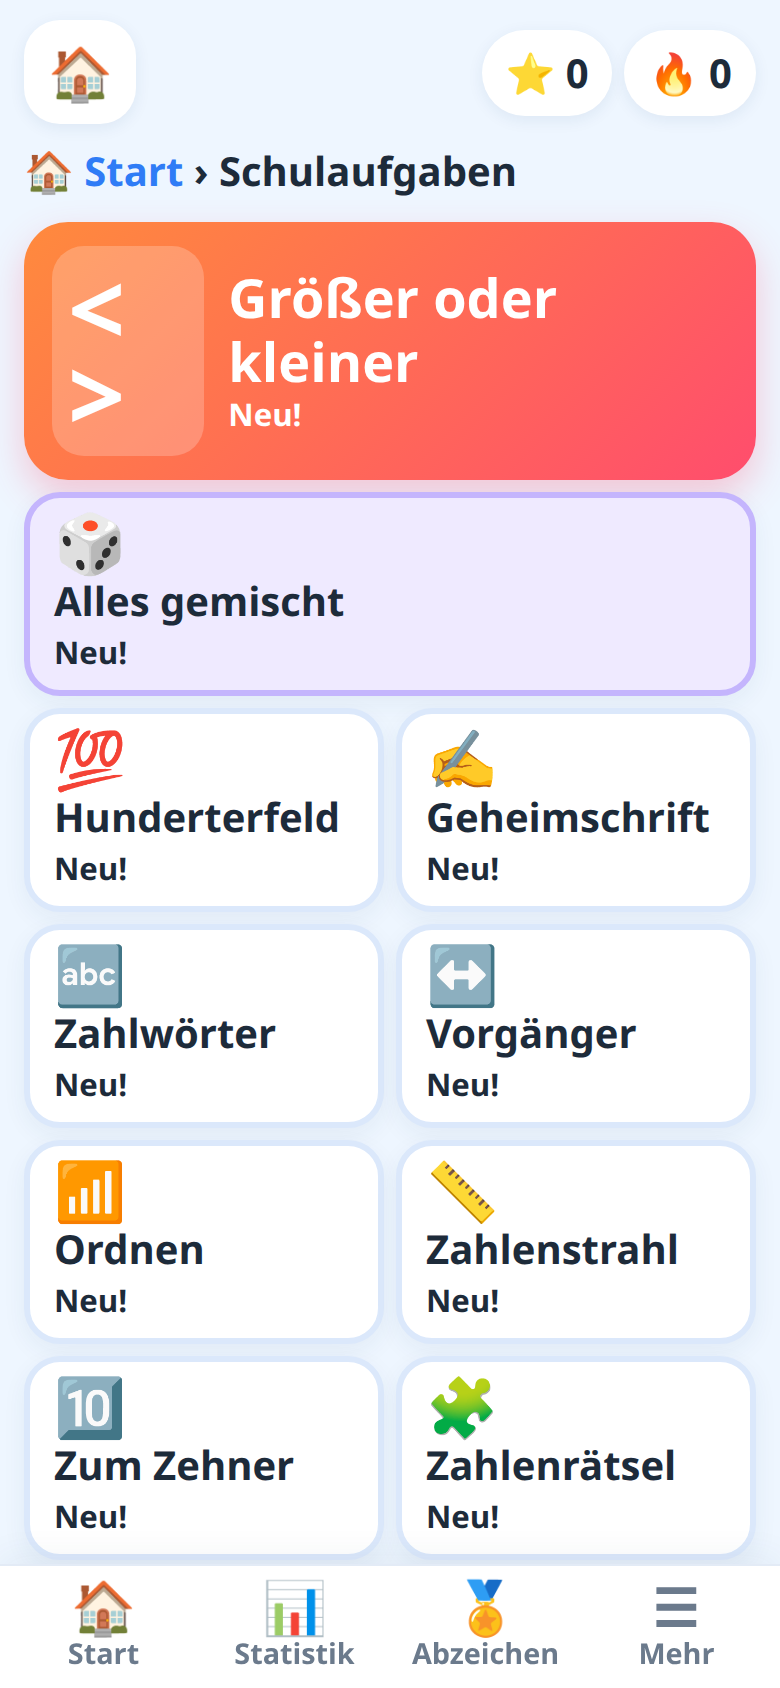 0
0
Start › Schulaufgaben
<
>
Größer oder
kleiner
Neu!
Alles gemischt
Neu!
100
Hunderterfeld
Neu!
Geheimschrift
Neu!
abc
Zahlwörter
Neu!
Vorgänger
Neu!
Ordnen
Neu!
Zahlenstrahl
Neu!
10
Zum Zehner
Neu!
Zahlenrätsel
Neu!
Start
Statistik
Abzeichen
Mehr